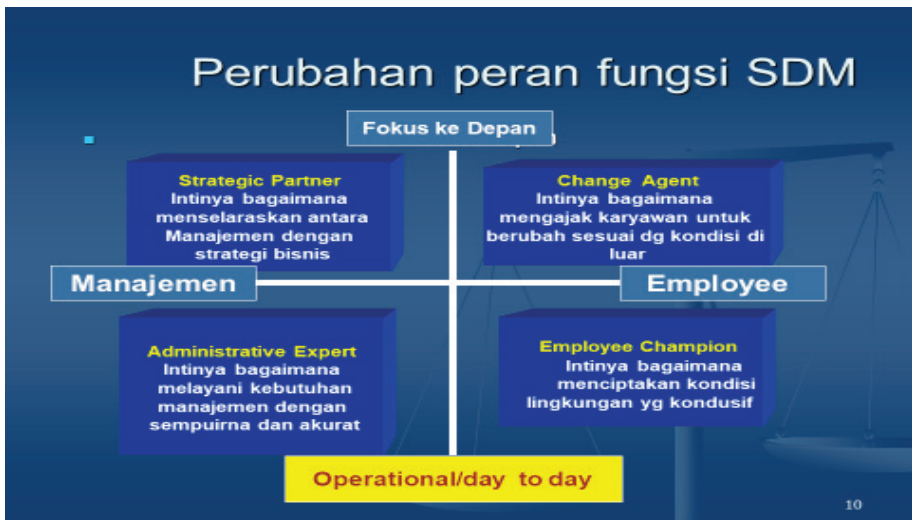 Perubahan peran fungsi SDM
Fokus ke Depan
Strategic Partner
Intinya bagaimana
menselaraskan antara
Manajemen dengan
strategi bisnis
Change Agent
Intinya bagaimana
mengajak karyawan untuk
berubah sesuai dg kondisi di
luar
Manajemen
Employee
Administrative Expert
Intinya bagaimana
melayani kebutuhan
manajemen dengan
sempuirna dan akurat
Employee Champion
Intinya bagaimana
menciptakan kondisi
lingkungan yg kondusif
Operational/day to day
10